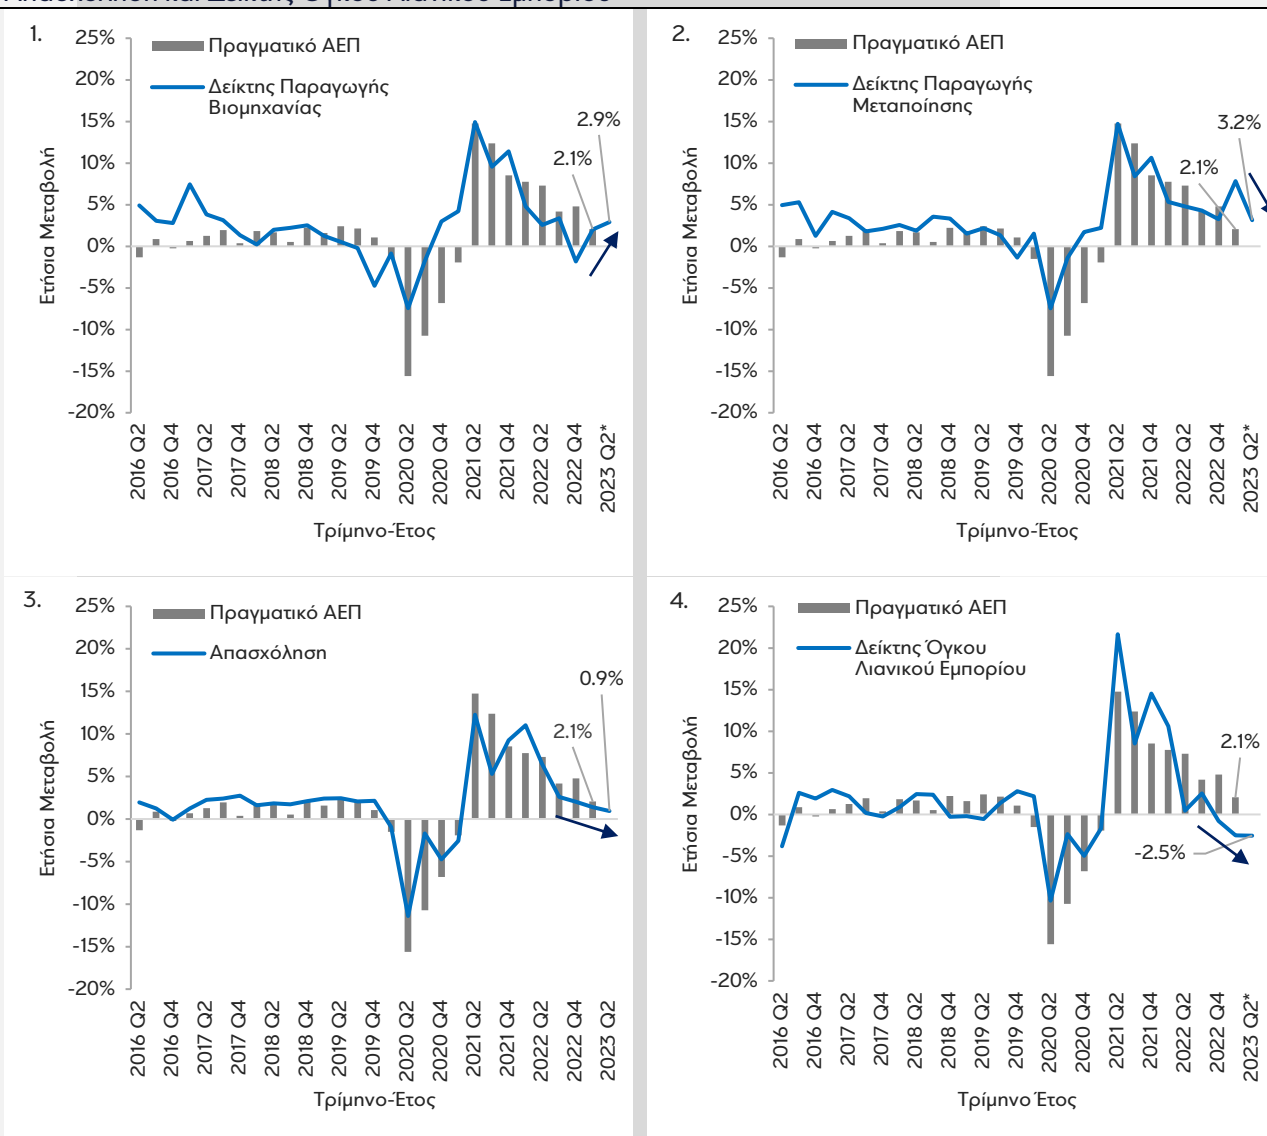 Απασχόληση και Δείκτης Όγκου Λιανικού Εμπορίου
1.
25%
20%
15%
10%
5%
0%
-5%
-10%
-15%
-20%
Ετήσια Μεταβολή
Πραγματικό ΑΕΠ
Δείκτης Παραγωγής
Βιομηχανίας
2.9%
2.1%
2016 Q2
2016 Q4
2017 Q2
2017 Q4
2018 Q2
2018 Q4
2019 Q2
2019 Q4
2020 Q2
2020 Q4
2021 Q2
2021 Q4
2022 Q2
2022 Q4
2023 Q2*
Τρίμηνο-Έτος
2.
25%
20%
15%
10%
5%
0%
-5%
-10%
-15%
-20%
Ετήσια Μεταβολή
Πραγματικό ΑΕΠ
Δείκτης Παραγωγής
Μεταποίησης
3.2%
2.1%
2016 Q2
2016 Q4
2017 Q2
2017 Q4
2018 Q2
2018 Q4
2019 Q2
2019 Q4
2020 Q2
2020 Q4
2021 Q2
2021 Q4
2022 Q2
2022 Q4
2023 Q2*
Τρίμηνο-Έτος
3.
25%
20%
15%
10%
5%
0%
-5%
-10%
-15%
-20%
Ετήσια Μεταβολή
Πραγματικό ΑΕΠ
Απασχόληση
0.9%
2.1%
2016 Q2
2016 Q4
2017 Q2
2017 Q4
2018 Q2
2018 Q4
2019 Q2
2019 Q4
2020 Q2
2020 Q4
2021 Q2
2021 Q4
2022 Q2
2022 Q4
2023 Q2
Τρίμηνο-Έτος
4.
25%
20%
15%
10%
5%
0%
-5%
-10%
-15%
-20%
Ετήσια Μεταβολή
Πραγματικό ΑΕΠ
Δείκτης Όγκου
Λιανικού Εμπορίου
2.1%
-2.5%
2016 Q2
2016 Q4
2017 Q2
2017 Q4
2018 Q2
2018 Q4
2019 Q2
2019 Q4
2020 Q2
2020 Q4
2021 Q2
2021 Q4
2022 Q2
2022 Q4
2023 Q2*
Τρίμηνο Έτος